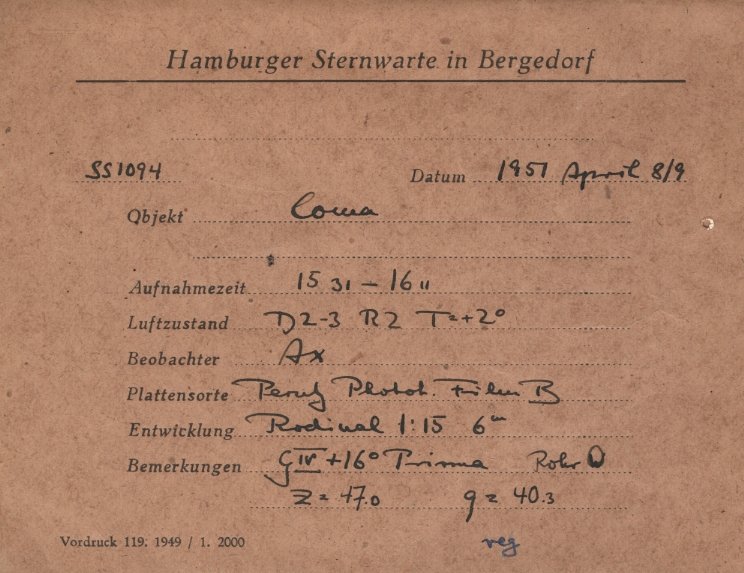 Hamburger Sternwarte in Bergedorf
SS1094 Datum 1951 April 8/9
Objekt Coma
Aufnahmezeit 15 31 – 16 11
Luftzustand D2-3 R2 T=+2°
Beobachter Ax
Plattensorte Perutz Photot. Film B
Entwicklung Rodinal 1:15 6m
Bemerkungen GIV +16° Prisma Rohr
z = 47.0 q = 40.3
Vordruck 119. 1949 / 1. 2000 reg